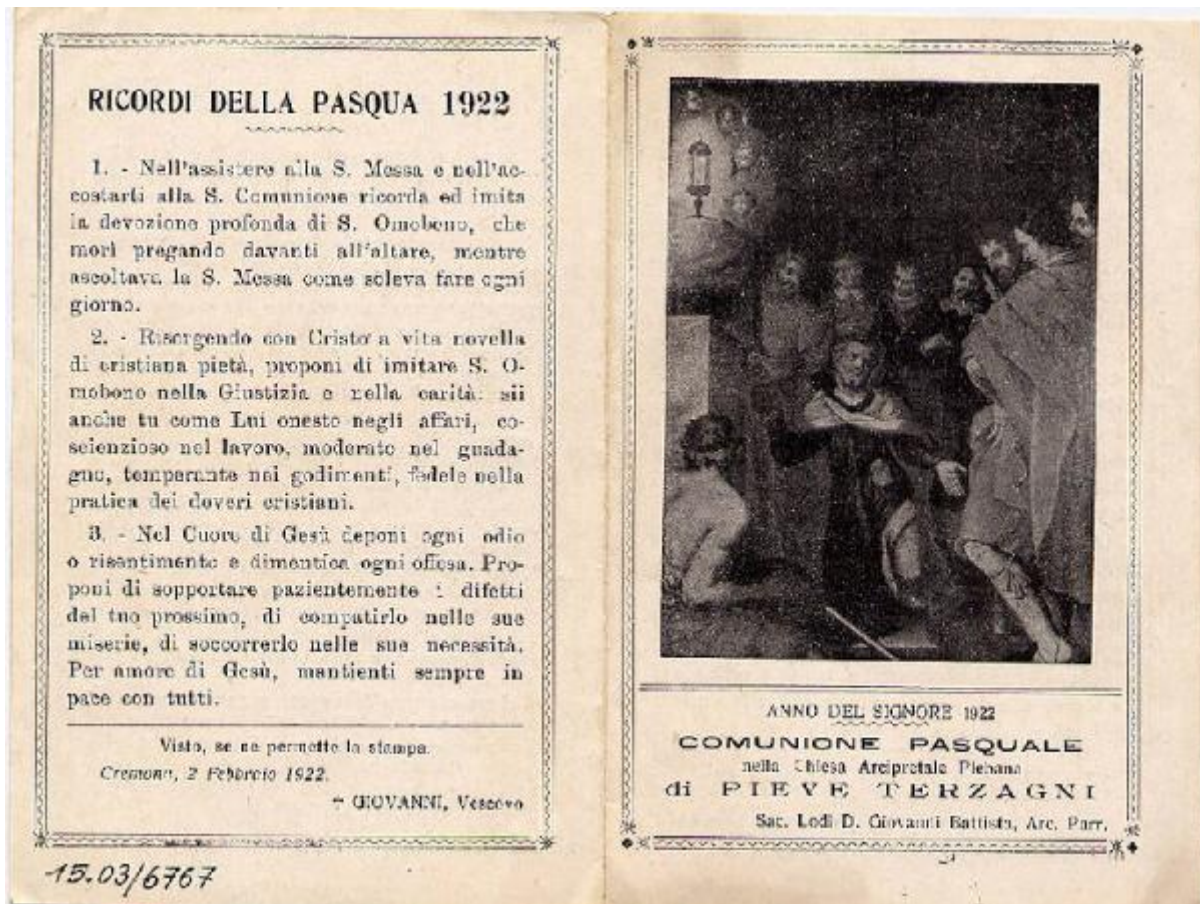 RICORDI DELLA PASQUA 1922
1. - Nell'assistere alla S. Messa e nell'ac-
costarti alla S. Comunione ricorda ed imita
la devozione profonda di S. Omobono, che
morì pregando davanti all'altare, mentre
ascoltava la S. Messa come soleva fare ogni
giorno.
2. - Risorgendo con Cristo a vita novella
di cristiana pietà, proponi di imitare S. O-
mobono nella Giustizia e nella carità: sii
anche tu come Lui onesto negli affari, co-
scienzioso nel lavoro, moderato nel guada-
gno, temperante nei godimenti, fedele nella
pratica dei doveri cristiani.
3. - Nel Cuore di Gesù deponi ogni odio
o risentimento e dimentica ogni offesa. Pro-
poni di sopportare pazientemente i difetti
del tuo prossimo, di compatirlo nelle sue
miserie, di soccorrerlo nelle sue necessità.
Per amore di Gesù, mantienti sempre in
pace con tutti.
Visto, se ne permette la stampa.
Cremona, 2 Febbraio 1922.
† GIOVANNI, Vescovo
15.03/6767
ANNO DEL SIGNORE 1922
COMUNIONE PASQUALE
nella Chiesa Arcipretale Plebana
di PIEVE TERZAGNI
Sac. Lodi D. Giovanni Battista, Arc. Parr.